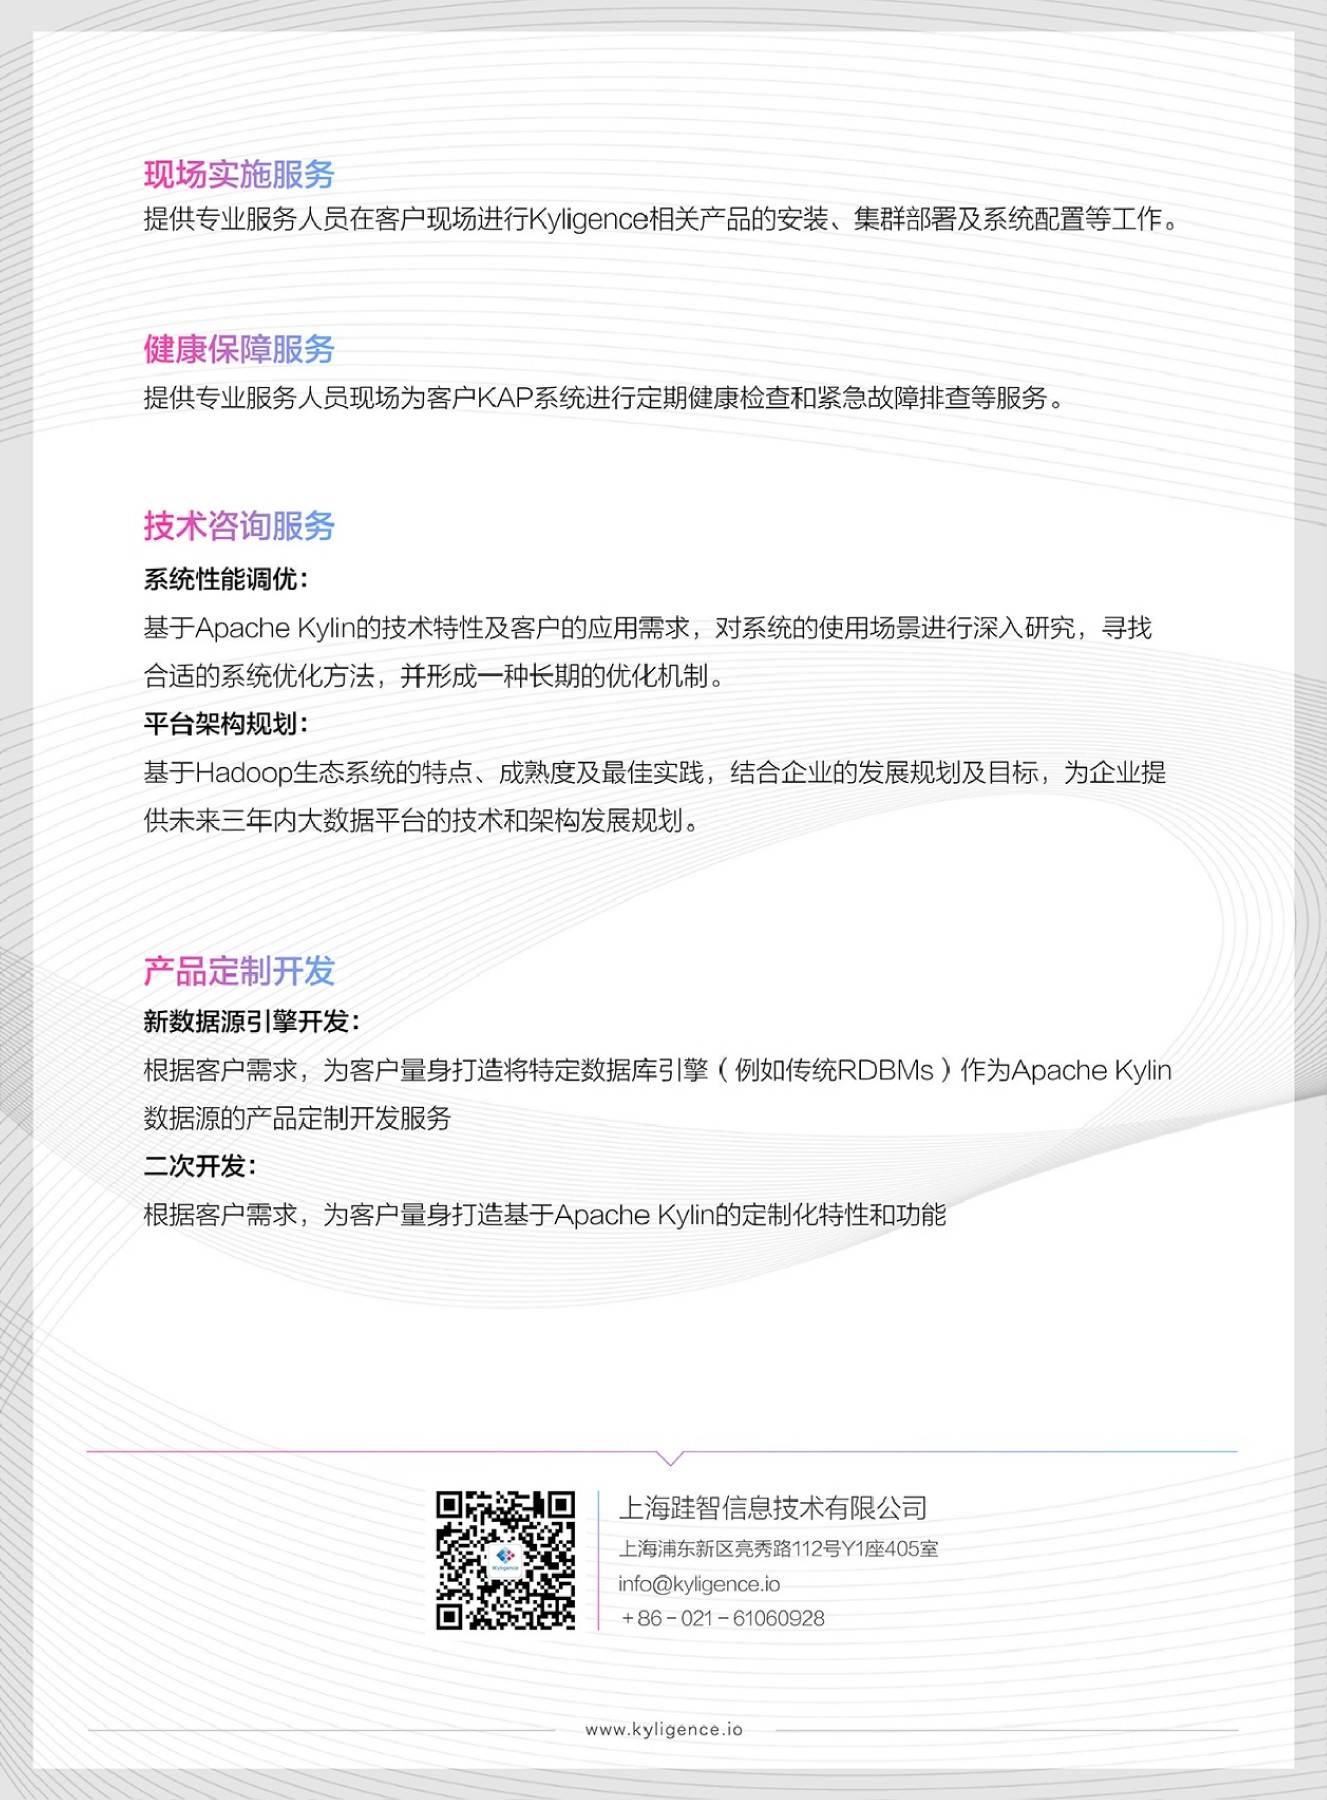 现场实施服务
提供专业服务人员在客户现场进行Kyligence相关产品的安装、集群部署及系统配置等工作。
健康保障服务
提供专业服务人员现场为客户KAP系统进行定期健康检查和紧急故障排查等服务。
技术咨询服务
系统性能调优：
基于Apache Kylin的技术特性及客户的应用需求，对系统的使用场景进行深入研究，寻找
合适的系统优化方法，并形成一种长期的优化机制。
平台架构规划：
基于Hadoop生态系统的特点、成熟度及最佳实践，结合企业的发展规划及目标，为企业提
供未来三年内大数据平台的技术和架构发展规划。
产品定制开发
新数据源引擎开发：
根据客户需求，为客户量身打造将特定数据库引擎（例如传统RDBMs）作为Apache Kylin
数据源的产品定制开发服务
二次开发：
根据客户需求，为客户量身打造基于Apache Kylin的定制化特性和功能
Kyligence
上海跬智信息技术有限公司
上海浦东新区亮秀路112号Y1座405室
info@kyligence.io
+86-021-61060928
www.kyligence.io